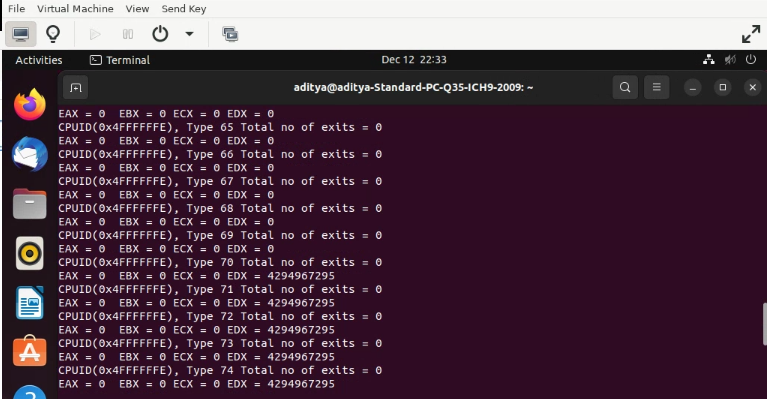 File Virtual Machine View Send Key
Activities Terminal Dec 12 22:33
aditya@aditya-Standard-PC-Q35-ICH9-2009: ~
EAX = 0  EBX = 0 ECX = 0 EDX = 0
CPUID(0x4FFFFFFE), Type 65 Total no of exits = 0
EAX = 0  EBX = 0 ECX = 0 EDX = 0
CPUID(0x4FFFFFFE), Type 66 Total no of exits = 0
EAX = 0  EBX = 0 ECX = 0 EDX = 0
CPUID(0x4FFFFFFE), Type 67 Total no of exits = 0
EAX = 0  EBX = 0 ECX = 0 EDX = 0
CPUID(0x4FFFFFFE), Type 68 Total no of exits = 0
EAX = 0  EBX = 0 ECX = 0 EDX = 0
CPUID(0x4FFFFFFE), Type 69 Total no of exits = 0
EAX = 0  EBX = 0 ECX = 0 EDX = 0
CPUID(0x4FFFFFFE), Type 70 Total no of exits = 0
EAX = 0  EBX = 0 ECX = 0 EDX = 4294967295
CPUID(0x4FFFFFFE), Type 71 Total no of exits = 0
EAX = 0  EBX = 0 ECX = 0 EDX = 4294967295
CPUID(0x4FFFFFFE), Type 72 Total no of exits = 0
EAX = 0  EBX = 0 ECX = 0 EDX = 4294967295
CPUID(0x4FFFFFFE), Type 73 Total no of exits = 0
EAX = 0  EBX = 0 ECX = 0 EDX = 4294967295
CPUID(0x4FFFFFFE), Type 74 Total no of exits = 0
EAX = 0  EBX = 0 ECX = 0 EDX = 4294967295